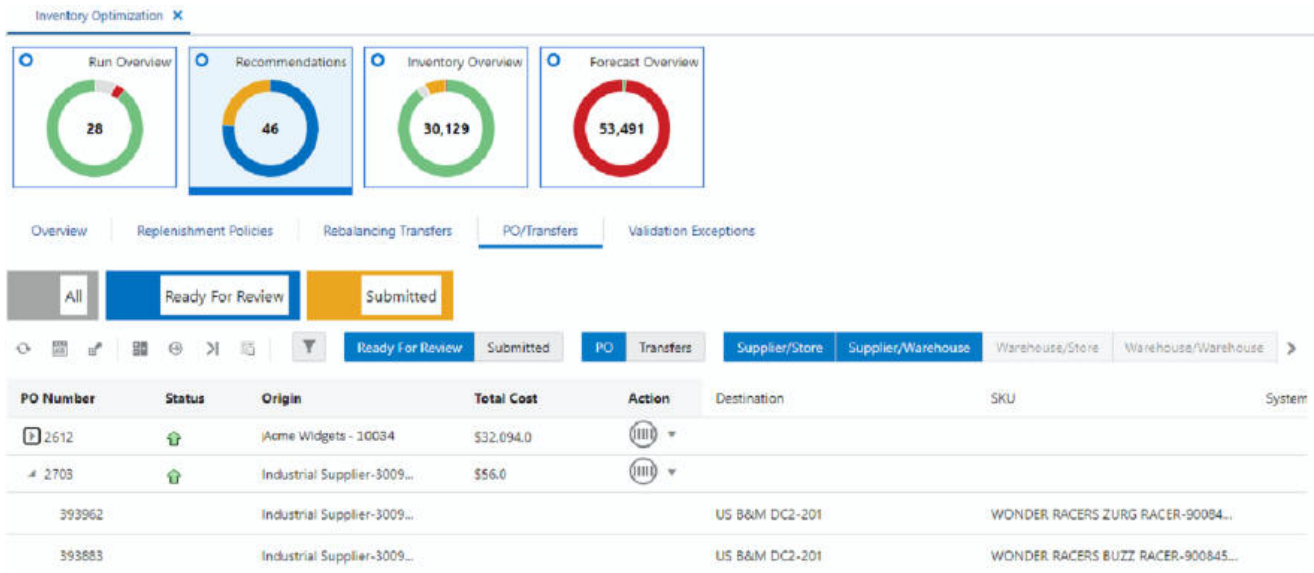 Inventory Optimization X
Run Overview Recommendations Inventory Overview Forecast Overview
28 46 30,129 53,491
Overview Replenishment Policies Rebalancing Transfers PO/Transfers Validation Exceptions
All Ready For Review Submitted
Ready For Review Submitted PO Transfers Supplier/Store Supplier/Warehouse Warehouse/Store Warehouse/Warehouse
PO Number Status Origin Total Cost Action Destination SKU System
2612 Acme Widgets - 10034 $32,094.0
2703 Industrial Supplier-3009... $56.0
393962 Industrial Supplier-3009... US B&M DC2-201 WONDER RACERS ZURG RACER-90084...
393883 Industrial Supplier-3009... US B&M DC2-201 WONDER RACERS BUZZ RACER-900845...